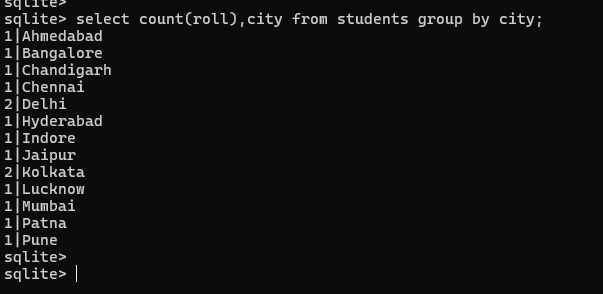 sqlite>
sqlite> select count(roll),city from students group by city;
1|Ahmedabad
1|Bangalore
1|Chandigarh
1|Chennai
2|Delhi
1|Hyderabad
1|Indore
1|Jaipur
2|Kolkata
1|Lucknow
1|Mumbai
1|Patna
1|Pune
sqlite>
sqlite>